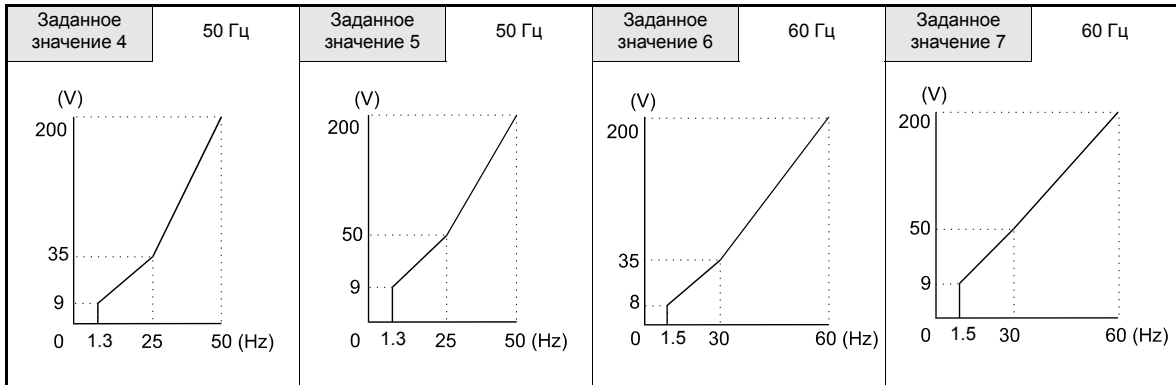 Заданное
значение 4
50 Гц
(V)
200
35
9
0 1.3 25 50 (Hz)
Заданное
значение 5
50 Гц
(V)
200
50
9
0 1.3 25 50 (Hz)
Заданное
значение 6
60 Гц
(V)
200
35
8
0 1.5 30 60 (Hz)
Заданное
значение 7
60 Гц
(V)
200
50
9
0 1.5 30 60 (Hz)